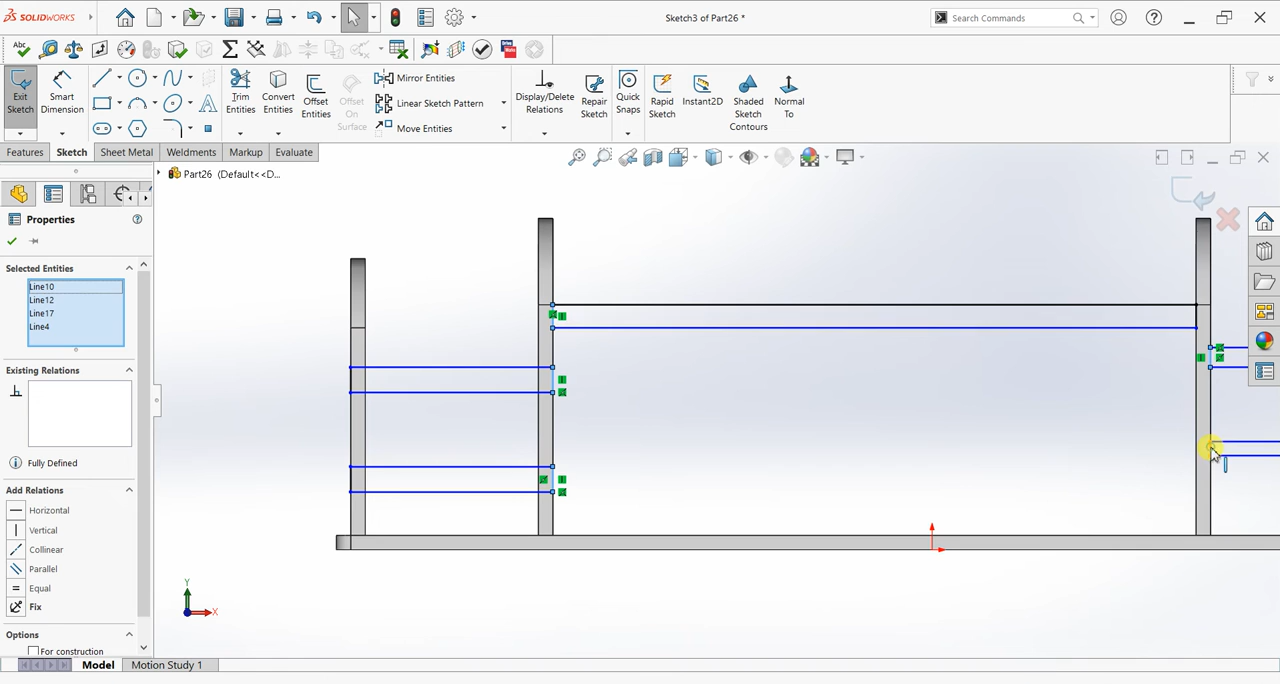 SOLIDWORKS
Sketch3 of Part26 *
Search Commands
Exit Sketch
Smart Dimension
Trim Entities
Convert Entities
Offset Entities
Offset On Surface
Mirror Entities
Linear Sketch Pattern
Move Entities
Display/Delete Relations
Repair Sketch
Quick Snaps
Rapid Sketch
Instant2D
Shaded Sketch Contours
Normal To
Features
Sketch
Sheet Metal
Weldments
Markup
Evaluate
Part26 (Default<<D...
Properties
Selected Entities
Line10
Line12
Line17
Line4
Existing Relations
Fully Defined
Add Relations
Horizontal
Vertical
Collinear
Parallel
Equal
Fix
Options
For construction
Y
X
Model
Motion Study 1